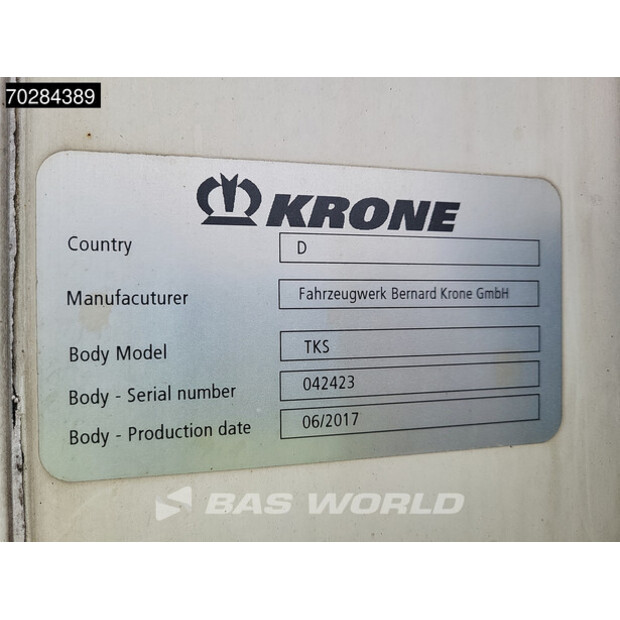 70284389
KRONE
Country D
Manufacuturer Fahrzeugwerk Bernard Krone GmbH
Body Model TKS
Body - Serial number 042423
Body - Production date 06/2017
BAS WORLD